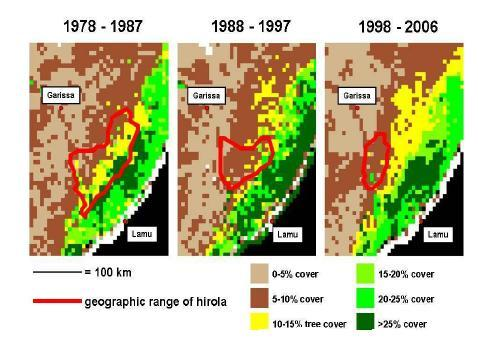 1978 - 1987 1988 - 1997 1998 - 2006
Garissa Garissa Garissa
Lamu Lamu Lamu
= 100 km
geographic range of hirola
0-5% cover
5-10% cover
10-15% tree cover
15-20% cover
20-25% cover
>25% cover